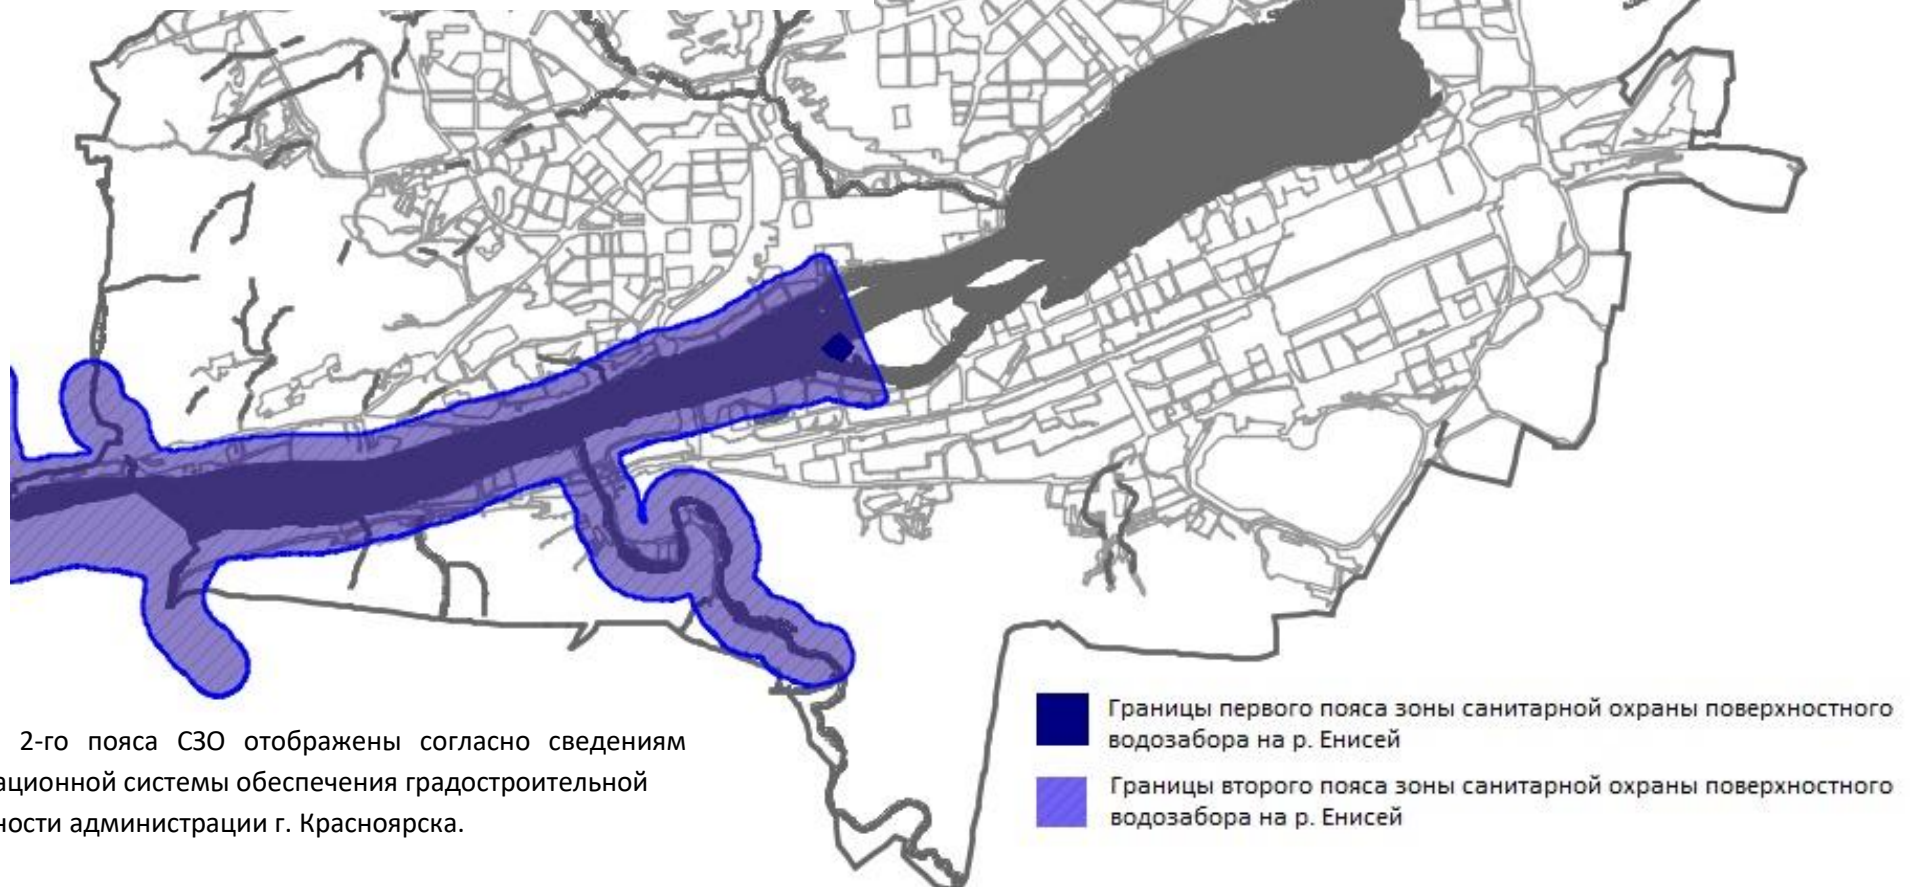 2-го пояса СЗО отображены согласно сведениям
ационной системы обеспечения градостроительной
ности администрации г. Красноярска.
Границы первого пояса зоны санитарной охраны поверхностного
водозабора на р. Енисей
Границы второго пояса зоны санитарной охраны поверхностного
водозабора на р. Енисей